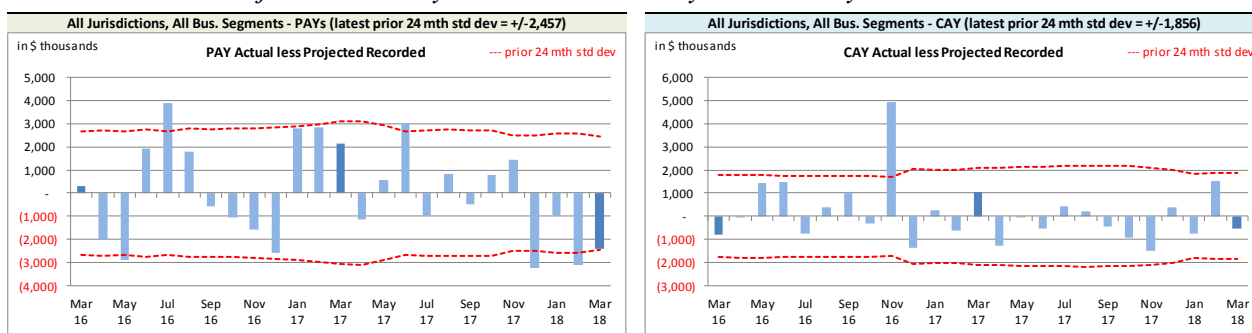 All Jurisdictions, All Bus. Segments - PAYs (latest prior 24 mth std dev = +/-2,457)
in $ thousands
PAY Actual less Projected Recorded
--- prior 24 mth std dev
5,000
4,000
3,000
2,000
1,000
-
(1,000)
(2,000)
(3,000)
(4,000)
Mar May Jul Sep Nov Jan Mar May Jul Sep Nov Jan Mar
16 16 16 16 16 17 17 17 17 17 17 18 18
All Jurisdictions, All Bus. Segments - CAY (latest prior 24 mth std dev = +/-1,856)
in $ thousands
CAY Actual less Projected Recorded
--- prior 24 mth std dev
6,000
5,000
4,000
3,000
2,000
1,000
-
(1,000)
(2,000)
(3,000)
Mar May Jul Sep Nov Jan Mar May Jul Sep Nov Jan Mar
16 16 16 16 16 17 17 17 17 17 17 18 18